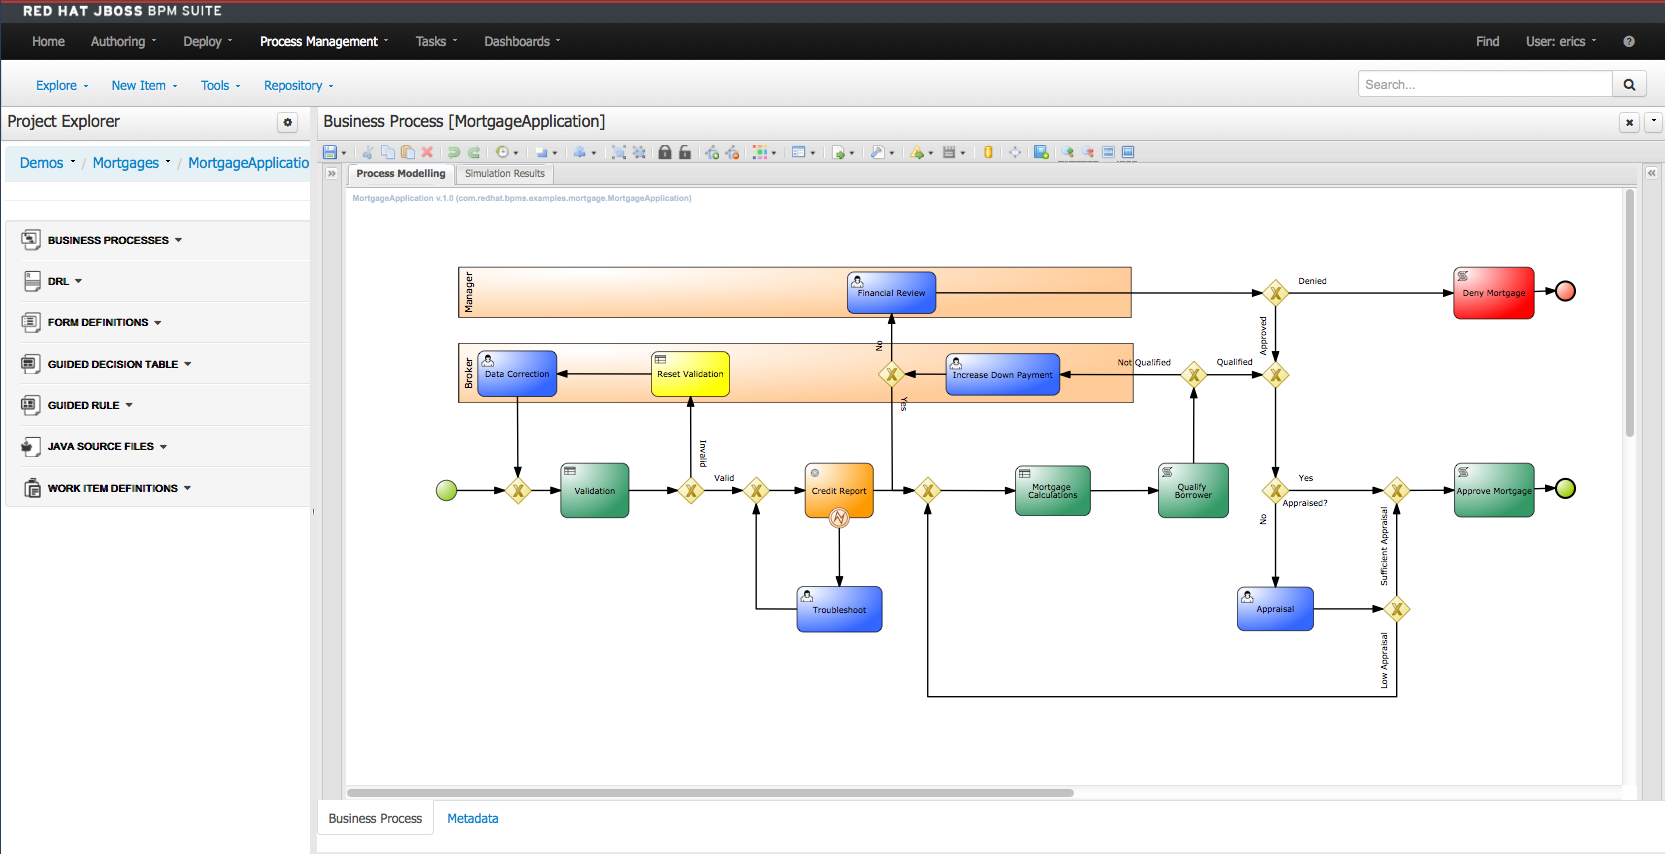 RED HAT JBOSS BPM SUITE
Home Authoring Deploy Process Management Tasks Dashboards Find User: erics
Explore New Item Tools Repository Search...
Project Explorer
Business Process [MortgageApplication]
Demos / Mortgages / MortgageApplicatio
Process Modelling Simulation Results
MortgageApplication v.1.0 (com.redhat.bpms.examples.mortgage.MortgageApplication)
BUSINESS PROCESSES
DRL
FORM DEFINITIONS
GUIDED DECISION TABLE
GUIDED RULE
JAVA SOURCE FILES
WORK ITEM DEFINITIONS
Manager
Financial Review
Denied
Deny Mortgage
Approved
No
Broker
Data Correction
Reset Validation
Increase Down Payment
Not Qualified
Qualified
Yes
Invalid
Valid
Validation
Credit Report
Mortgage
Calculations
Qualify
Borrower
Yes
Appraised?
Approve Mortgage
No
Sufficient Appraisal
Troubleshoot
Appraisal
Low Appraisal
Business Process Metadata